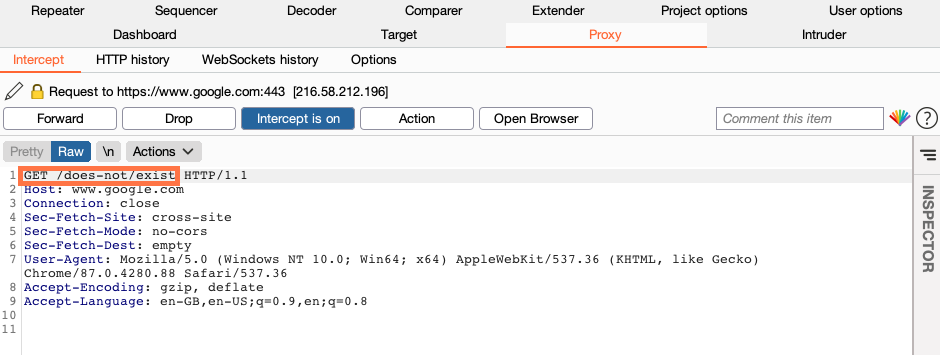 Repeater Sequencer Decoder Comparer Extender Project options User options
Dashboard Target Proxy Intruder
Intercept HTTP history WebSockets history Options
Request to https://www.google.com:443 [216.58.212.196]
Forward Drop Intercept is on Action Open Browser Comment this item ?
Pretty Raw \n Actions
INSPECTOR
1 GET /does-not/exist HTTP/1.1
2 Host: www.google.com
3 Connection: close
4 Sec-Fetch-Site: cross-site
5 Sec-Fetch-Mode: no-cors
6 Sec-Fetch-Dest: empty
7 User-Agent: Mozilla/5.0 (Windows NT 10.0; Win64; x64) AppleWebKit/537.36 (KHTML, like Gecko)
Chrome/87.0.4280.88 Safari/537.36
8 Accept-Encoding: gzip, deflate
9 Accept-Language: en-GB,en-US;q=0.9,en;q=0.8
10
11